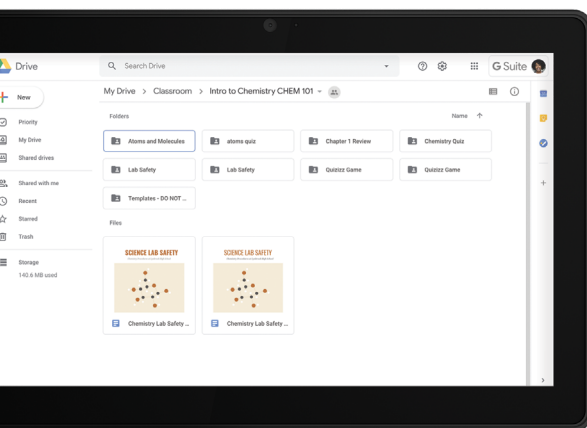 Drive
Search Drive
G Suite
New
My Drive > Classroom > Intro to Chemistry CHEM 101
Priority
My Drive
Shared drives
Shared with me
Recent
Starred
Trash
Storage
140.6 MB used
Folders
Name
Atoms and Molecules
atoms quiz
Chapter 1 Review
Chemistry Quiz
Lab Safety
Lab Safety
Quizizz Game
Quizizz Game
Templates - DO NOT ...
Files
SCIENCE LAB SAFETY
SCIENCE LAB SAFETY
Chemistry Lab Safety ...
Chemistry Lab Safety ...